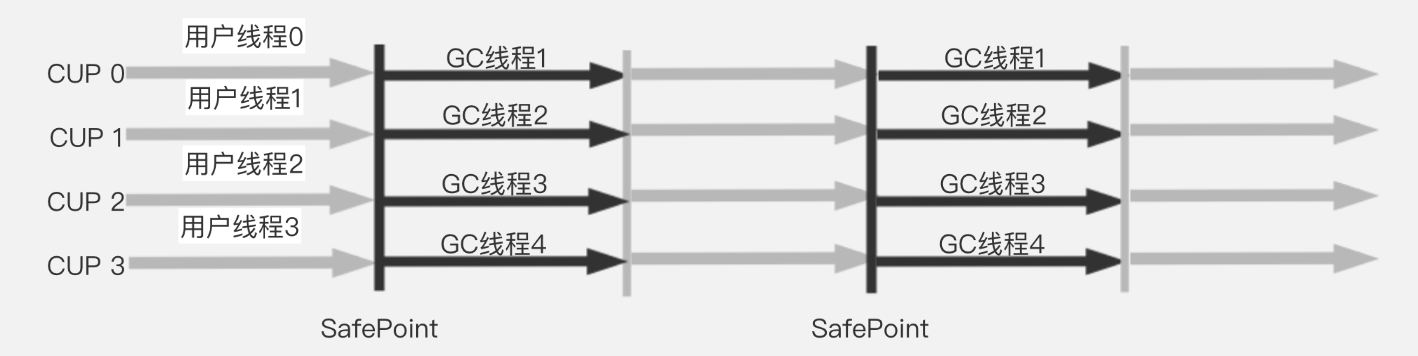 用户线程0
GC线程1
GC线程1
CUP 0
用户线程1
GC线程2
GC线程2
CUP 1
用户线程2
GC线程3
GC线程3
CUP 2
用户线程3
GC线程4
GC线程4
CUP 3
SafePoint
SafePoint